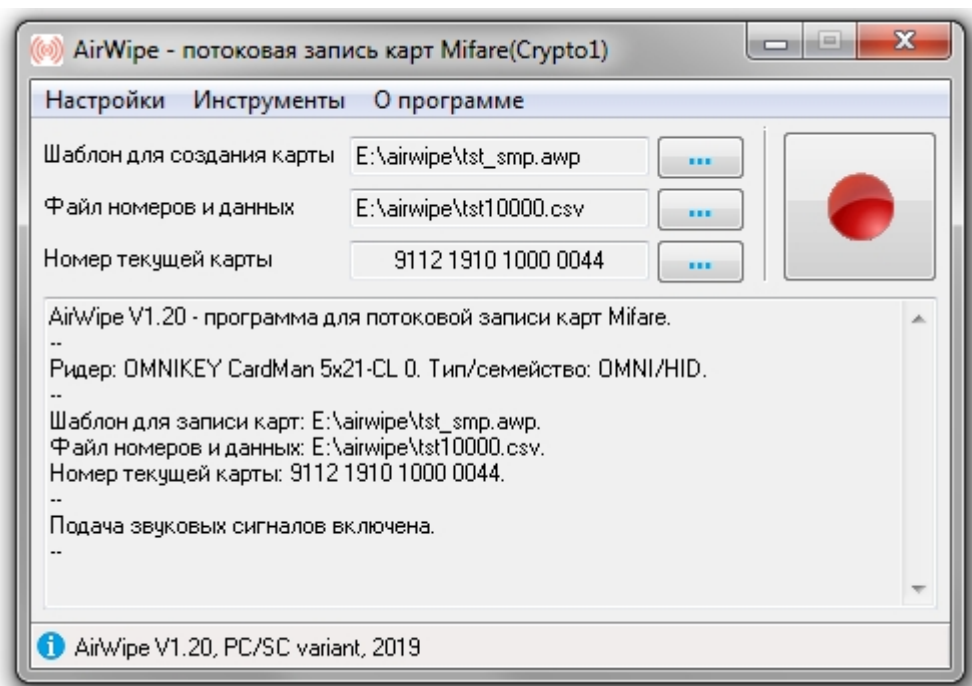 AirWipe - потоковая запись карт Mifare(Crypto1)
Настройки Инструменты О программе
Шаблон для создания карты E:\airwipe\tst_smp.awp ...
Файл номеров и данных E:\airwipe\tst10000.csv ...
Номер текущей карты 9112 1910 1000 0044 ...
AirWipe V1.20 - программа для потоковой записи карт Mifare.
--
Ридер: OMNIKEY CardMan 5x21-CL 0. Тип/семейство: OMNI/HID.
--
Шаблон для записи карт: E:\airwipe\tst_smp.awp.
Файл номеров и данных: E:\airwipe\tst10000.csv.
Номер текущей карты: 9112 1910 1000 0044.
--
Подача звуковых сигналов включена.
--
AirWipe V1.20, PC/SC variant, 2019